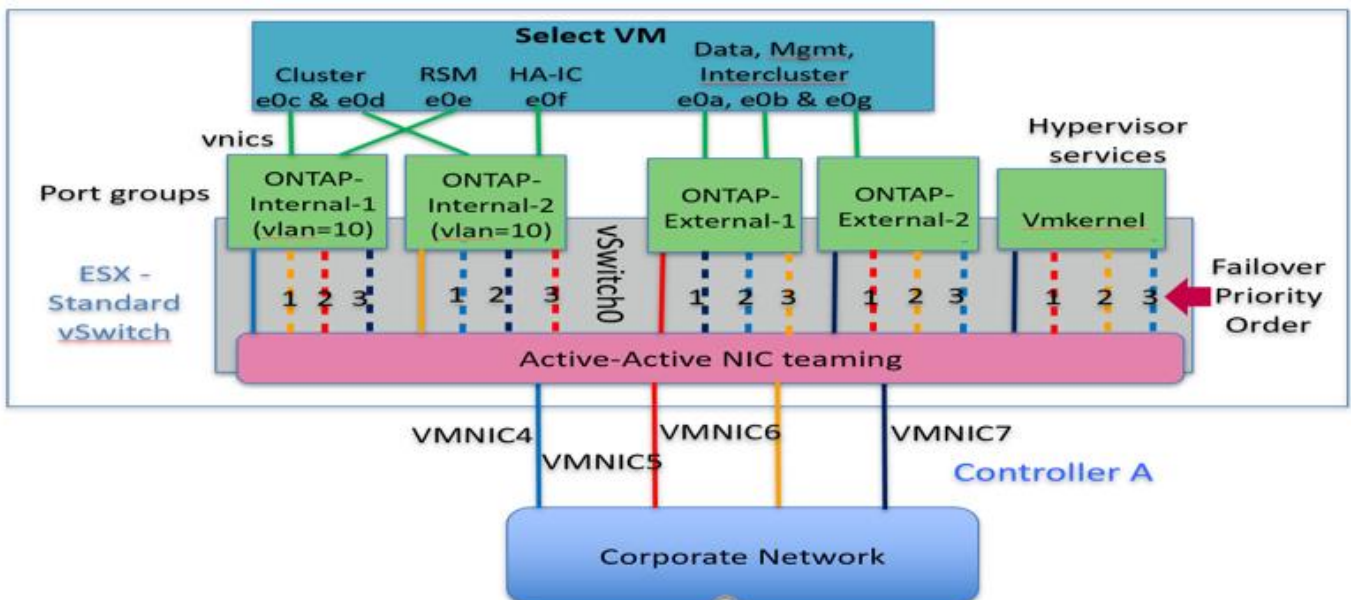 Select VM
Cluster
e0c & e0d
RSM
e0e
HA-IC
e0f
Data, Mgmt,
Intercluster
e0a, e0b & e0g
vnics
Hypervisor
services
Port groups
ONTAP-
Internal-1
(vlan=10)
ONTAP-
Internal-2
(vlan=10)
ONTAP-
External-1
ONTAP-
External-2
Vmkernel
ESX -
Standard
vSwitch
vSwitch0
1 2 3
1 2 3
1 2 3
1 2 3
1 2 3
Failover
Priority
Order
Active-Active NIC teaming
VMNIC4
VMNIC5
VMNIC6
VMNIC7
Controller A
Corporate Network